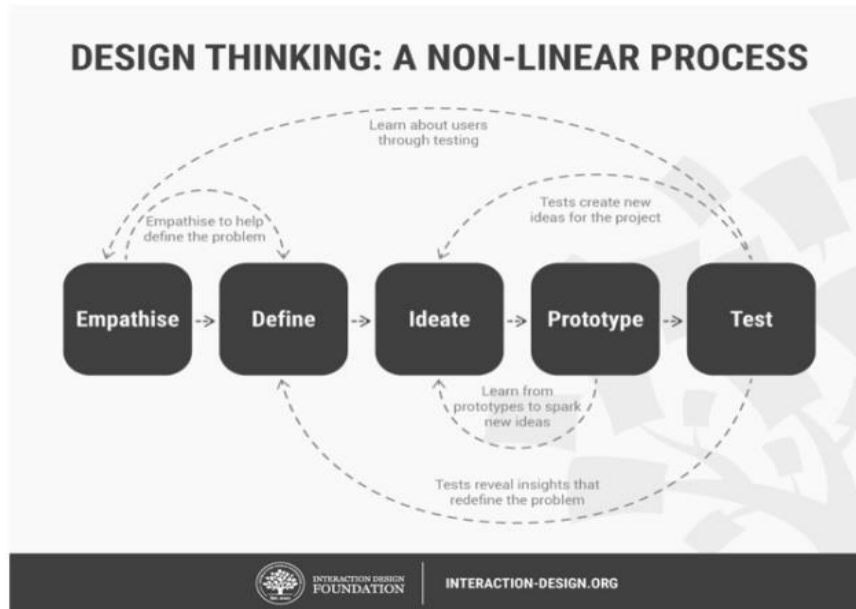 DESIGN THINKING: A NON-LINEAR PROCESS
Learn about users
through testing
Tests create new
ideas for the project
Empathise to help
define the problem
Empathise
Define
Ideate
Prototype
Test
Learn from
prototypes to spark
new ideas
Tests reveal insights that
redefine the problem
INTERACTION DESIGN
FOUNDATION
INTERACTION-DESIGN.ORG